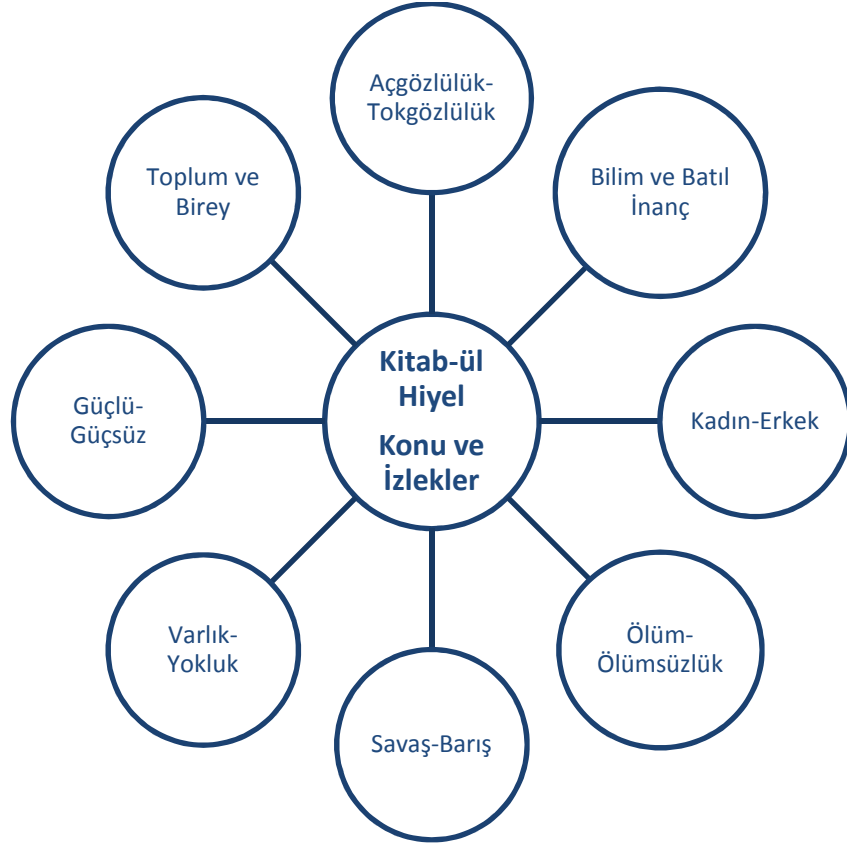 Açgözlülük-
Tokgözlülük
Bilim ve Batıl
İnanç
Kadın-Erkek
Ölüm-
Ölümsüzlük
Savaş-Barış
Varlık-
Yokluk
Güçlü-
Güçsüz
Toplum ve
Birey
Kitab-ül
Hiyel
Konu ve
İzlekler